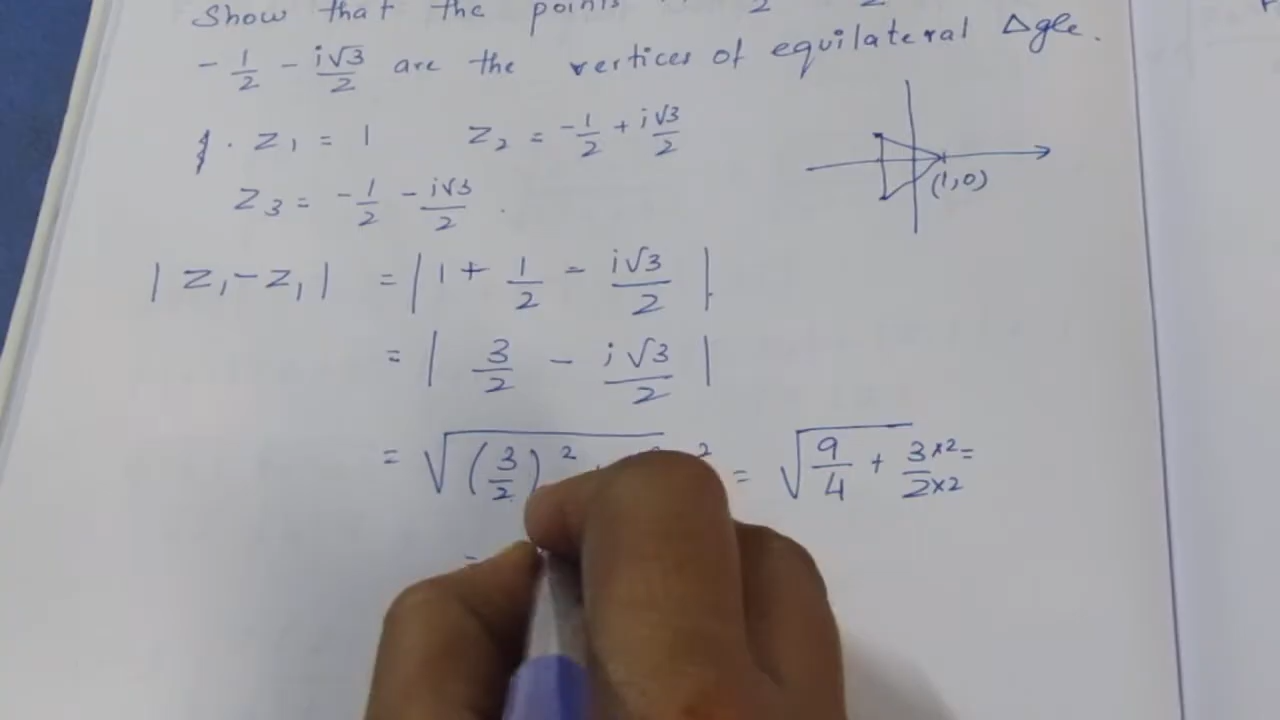 Show that the points
-1/2 - i√3/2 are the vertices of equilateral Δgle.
z₁ = 1 z₂ = -1/2 + i√3/2
z₃ = -1/2 - i√3/2
(1,0)
|z₁-z₁| = |1 + 1/2 - i√3/2|
= |3/2 - i√3/2|
= √(3/2)² ² = √9/4 + 3×2/2×2 =
=